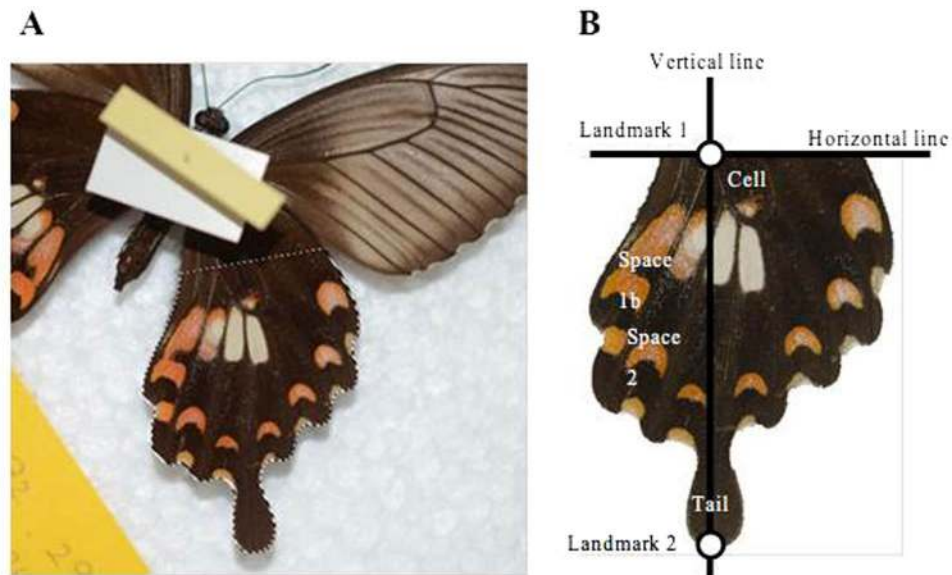 A
B
Vertical line
Landmark 1
Horizontal line
Cell
Space
1b
Space
2
Tail
Landmark 2